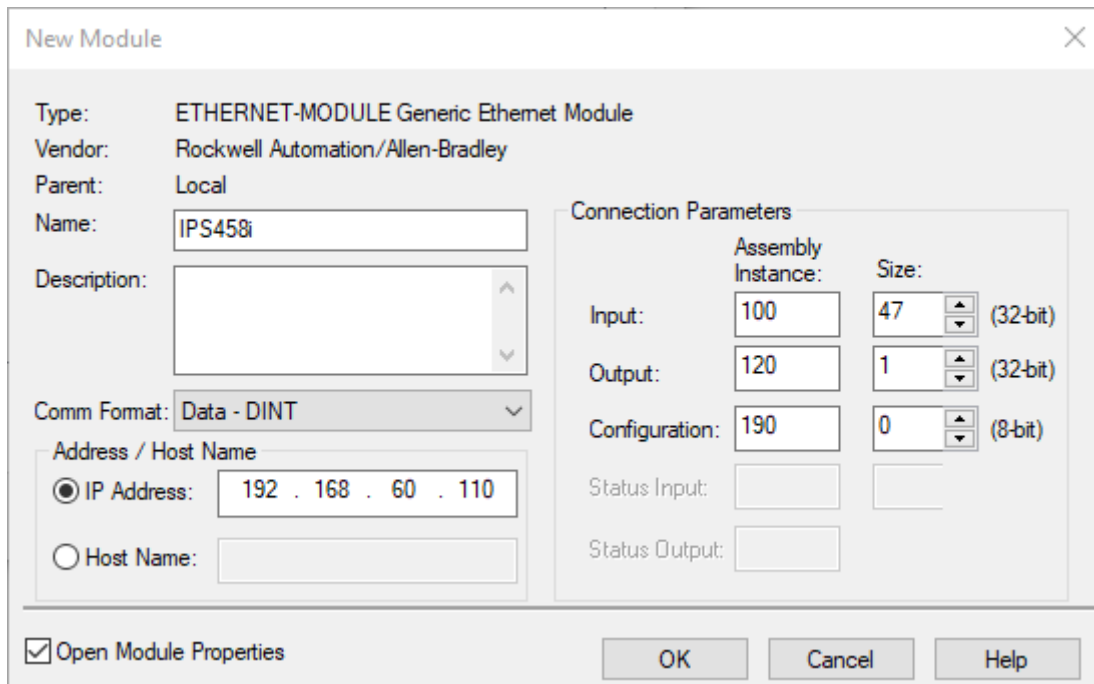 New Module
Type: ETHERNET-MODULE Generic Ethernet Module
Vendor: Rockwell Automation/Allen-Bradley
Parent: Local
Name: IPS458i
Description:
Comm Format: Data - DINT
Address / Host Name
IP Address: 192 . 168 . 60 . 110
Host Name:
Connection Parameters
Assembly
Instance: Size:
Input: 100 47 (32-bit)
Output: 120 1 (32-bit)
Configuration: 190 0 (8-bit)
Status Input:
Status Output:
Open Module Properties
OK Cancel Help